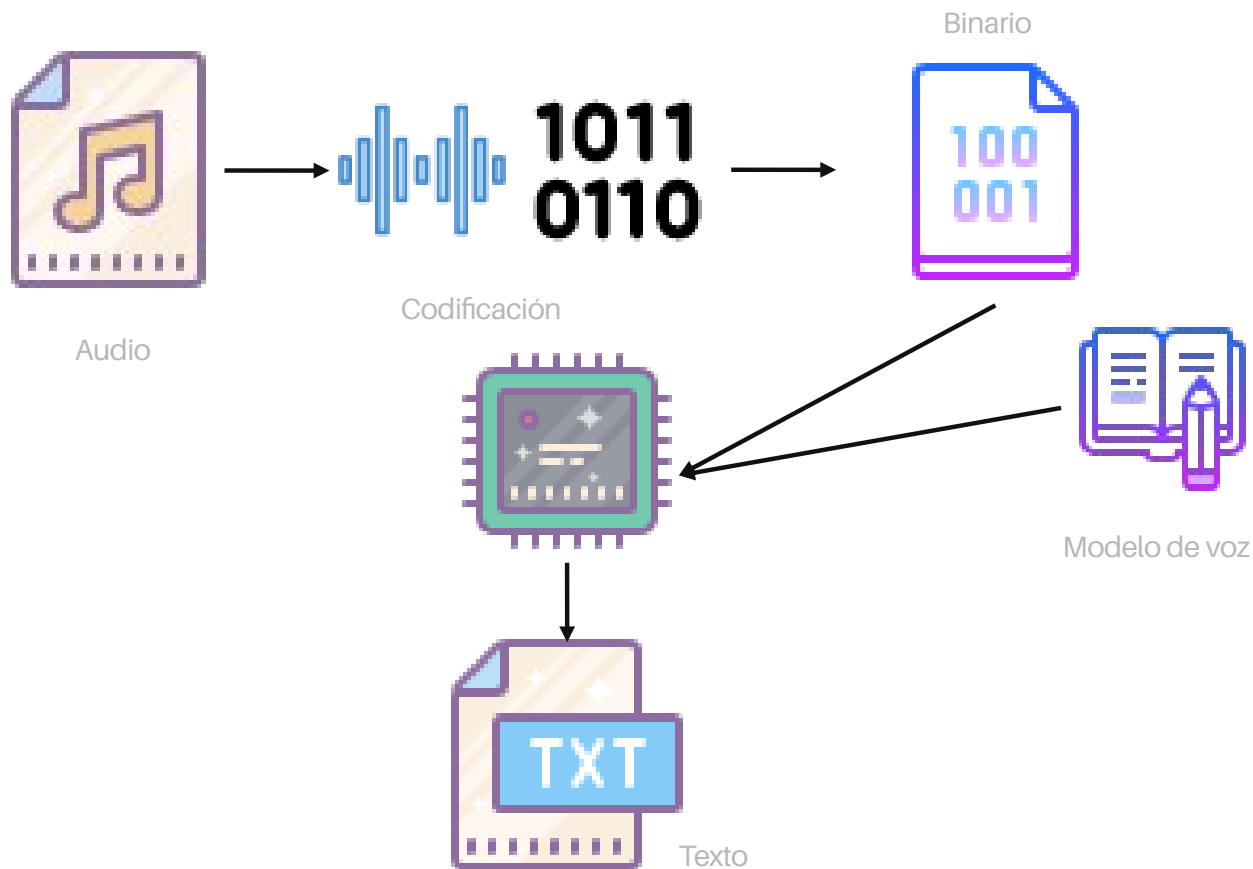 Binario
1011
0110
100
001
Codificación
Audio
Modelo de voz
TXT
Texto